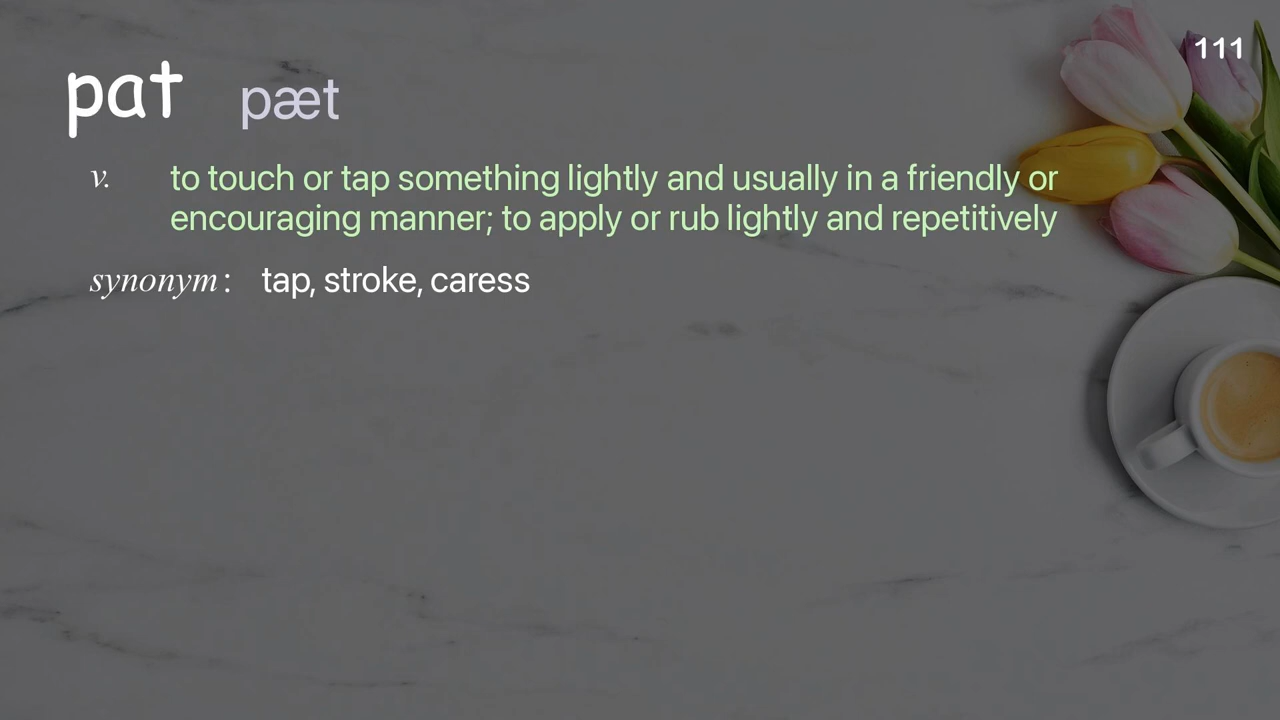 111
pat pæt
v. to touch or tap something lightly and usually in a friendly or
encouraging manner; to apply or rub lightly and repetitively
synonym: tap, stroke, caress